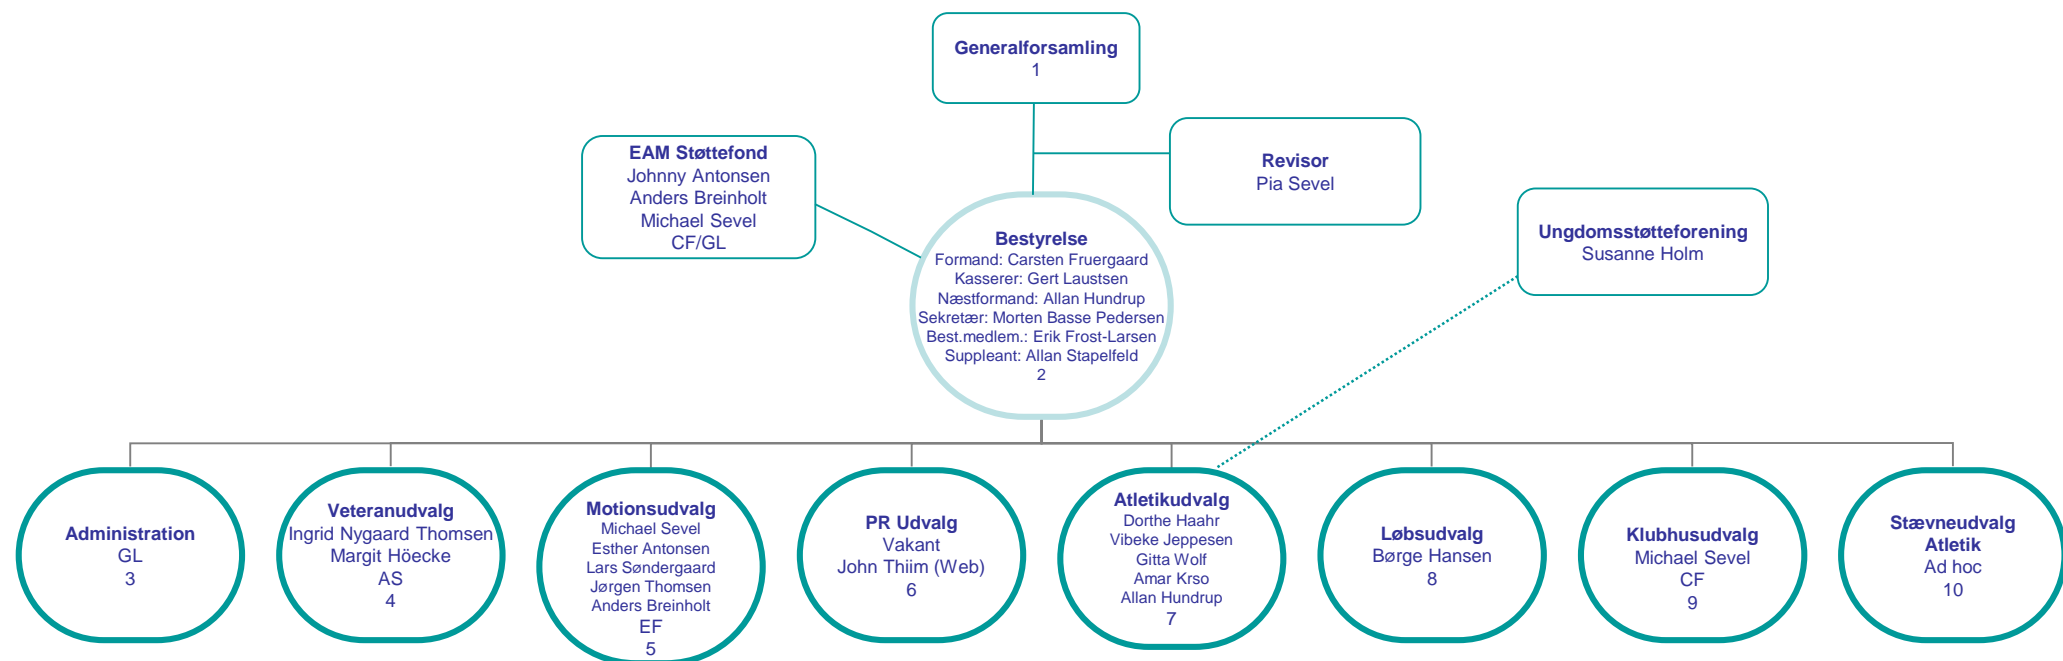 Generalforsamling
1
EAM Støttefond
Johnny Antonsen
Anders Breinholt
Michael Sevel
CF/GL
Revisor
Pia Sevel
Ungdomsstøtteforening
Susanne Holm
Bestyrelse
Formand: Carsten Fruergaard
Kasserer: Gert Laustsen
Næstformand: Allan Hundrup
Sekretær: Morten Basse Pedersen
Best.medlem.: Erik Frost-Larsen
Suppleant: Allan Stapelfeld
2
Administration
GL
3
Veteranudvalg
Ingrid Nygaard Thomsen
Margit Höecke
AS
4
Motionsudvalg
Michael Sevel
Esther Antonsen
Lars Søndergaard
Jørgen Thomsen
Anders Breinholt
EF
5
PR Udvalg
Vakant
John Thiim (Web)
6
Atletikudvalg
Dorthe Haahr
Vibeke Jeppesen
Gitta Wolf
Amar Krso
Allan Hundrup
7
Løbsudvalg
Børge Hansen
8
Klubhusudvalg
Michael Sevel
CF
9
Stævneudvalg
Atletik
Ad hoc
10